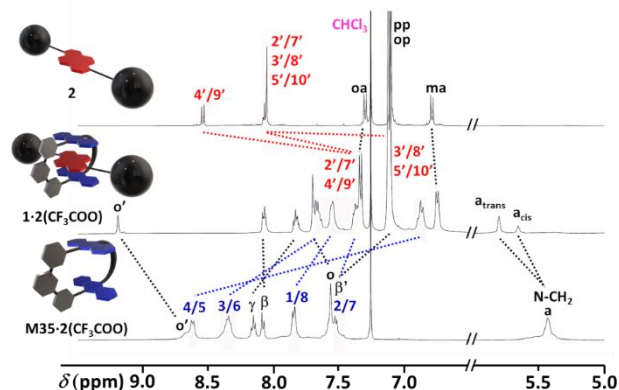 2
4’/9’
2’/7’
3’/8’
5’/10’
oa
CHCl₃
pp
op
ma
1·2(CF₃COO)
o’
2’/7’
4’/9’
3’/8’
5’/10’
a_trans
a_cis
M35·2(CF₃COO)
o’
4/5
3/6
γ
β
1/8
o
β’
2/7
N-CH₂
a
δ(ppm) 9.0 8.5 8.0 7.5 7.0 5.5 5.0